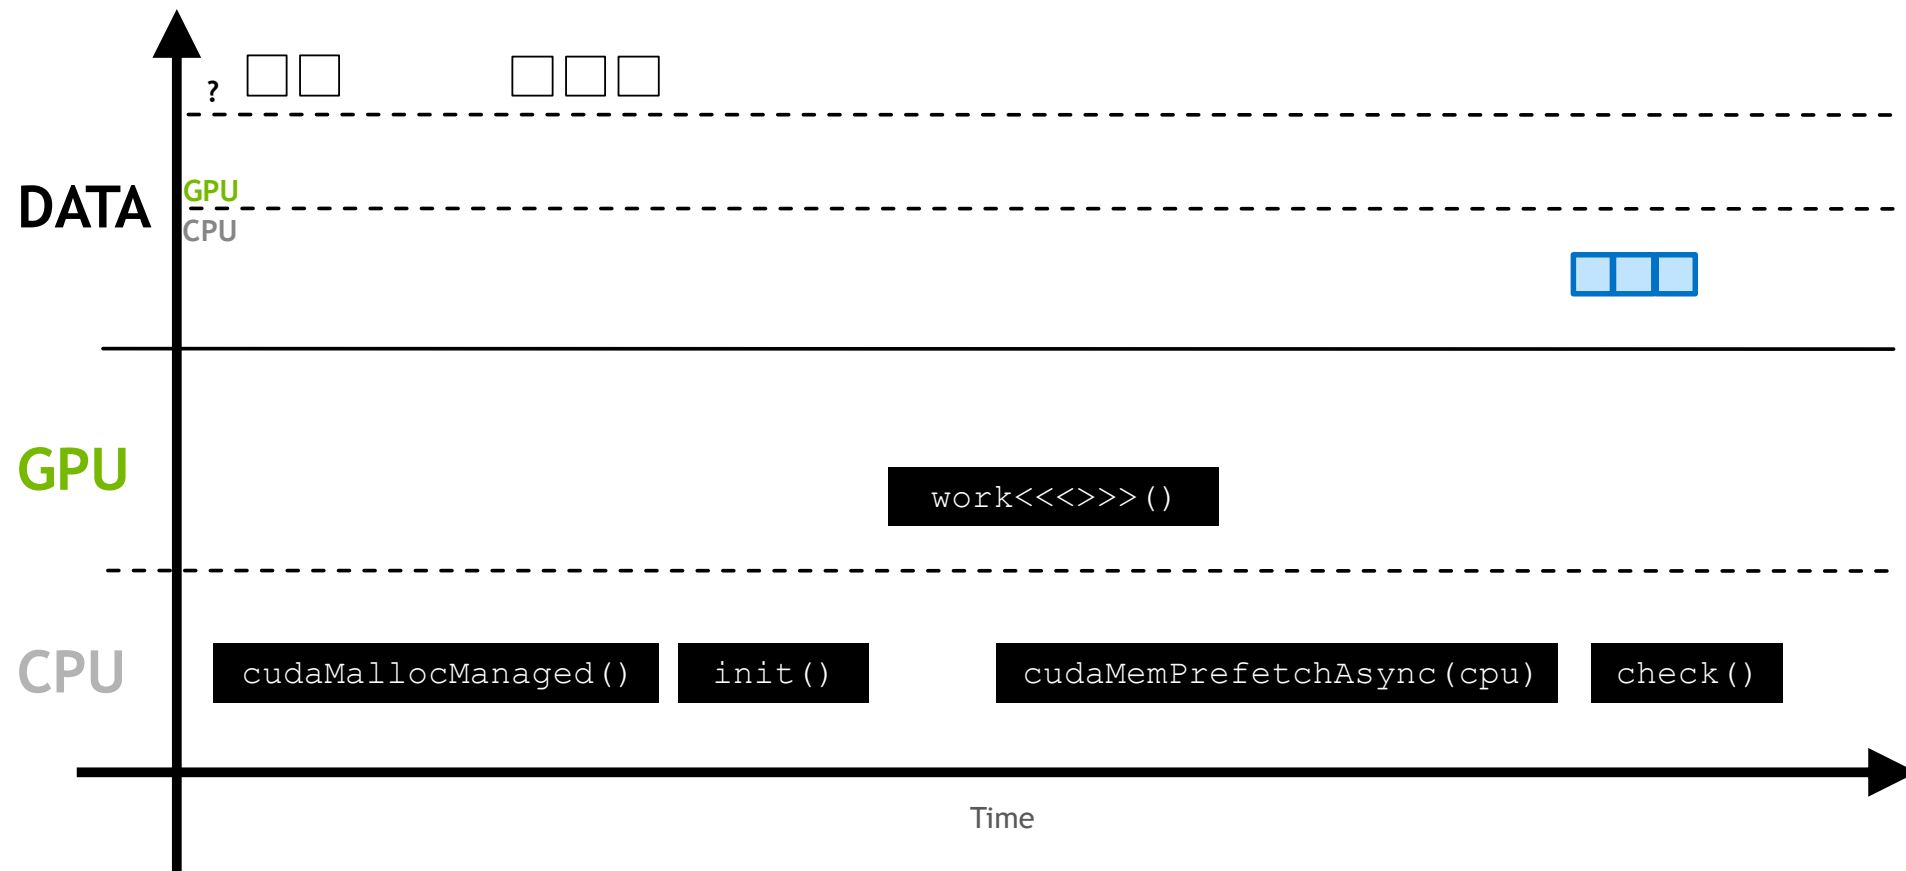 ?
DATA
GPU
CPU
GPU
work<<<>>>()
CPU
cudaMallocManaged()
init()
cudaMemPrefetchAsync(cpu)
check()
Time